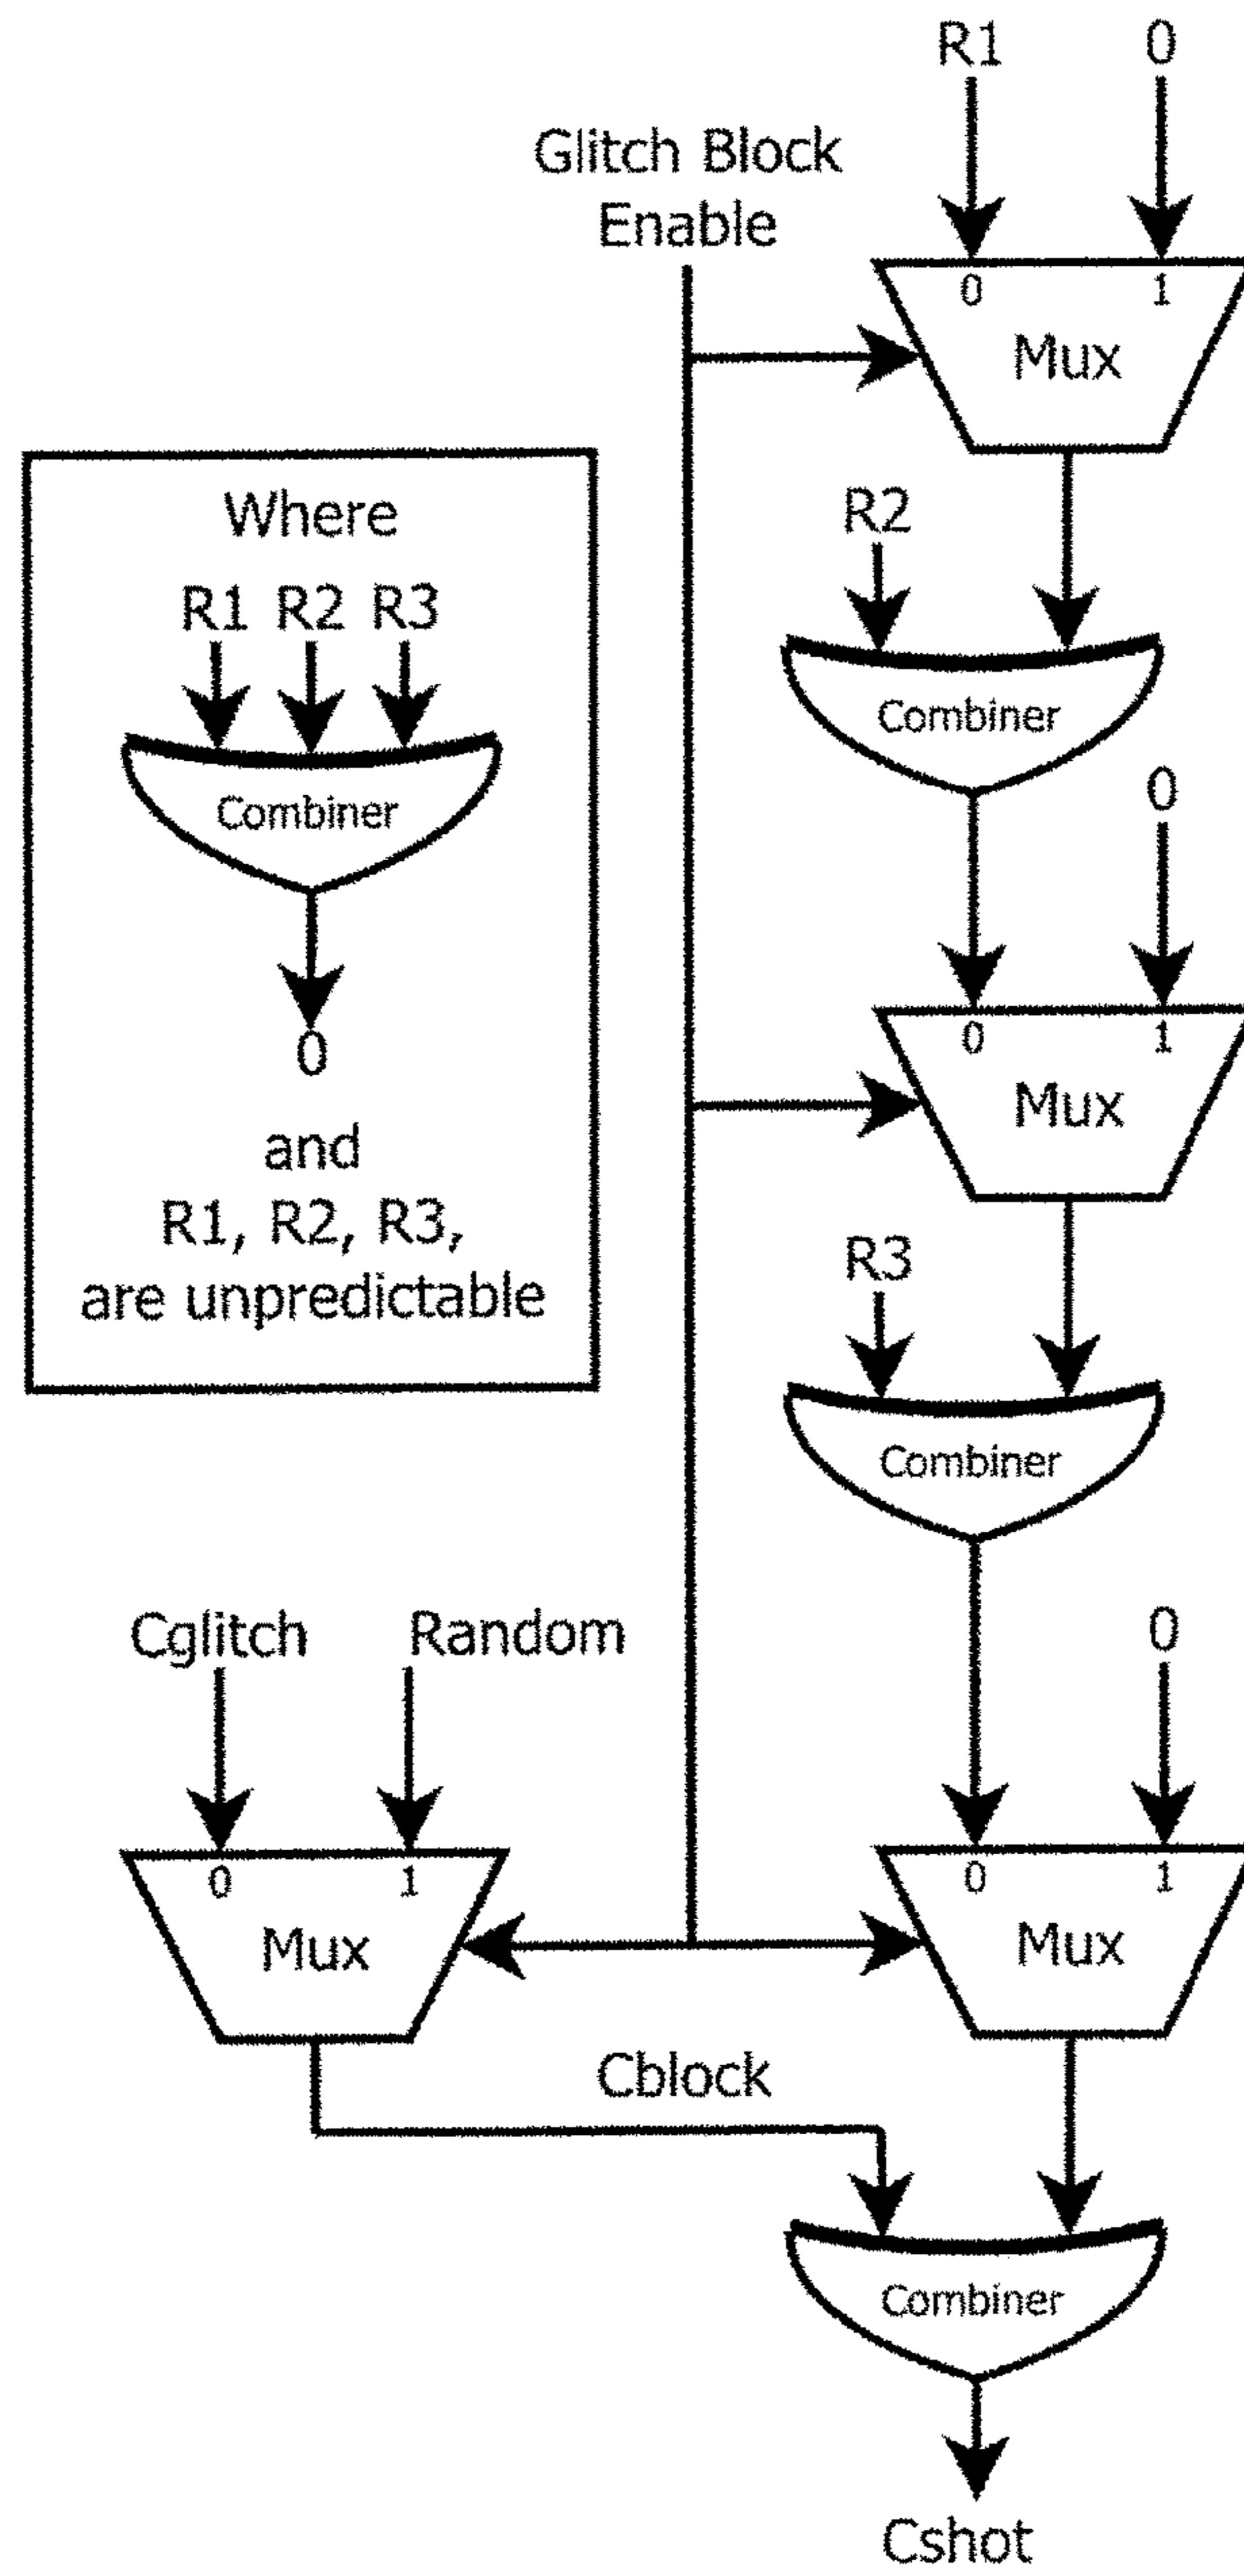 R1 0
Glitch Block
Enable
0 1
Mux
Where
R2
R1 R2 R3
Combiner
Combiner
0
0
0 1
Mux
and
R1, R2, R3,
are unpredictable
R3
Combiner
Cglitch Random 0
0 1
Mux
0 1
Mux
Cblock
Combiner
Cshot